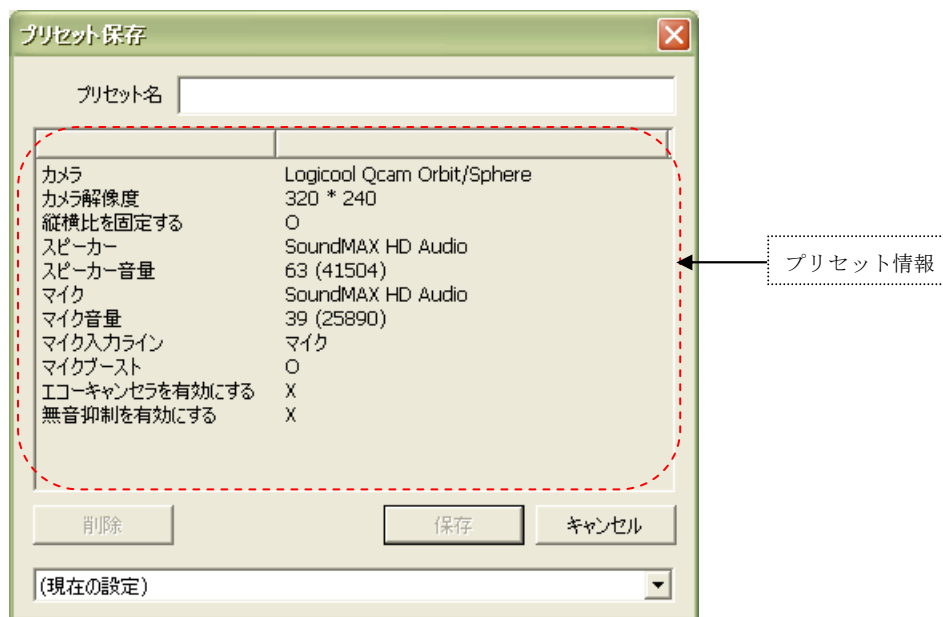 プリセット保存
プリセット名
カメラ Logicool Qcam Orbit/Sphere
カメラ解像度 320 * 240
縦横比を固定する O
スピーカー SoundMAX HD Audio
スピーカー音量 63 (41504)
マイク SoundMAX HD Audio
マイク音量 39 (25890)
マイク入力ライン マイク
マイクブースト O
エコーキャンセラを有効にする X
無音抑制を有効にする X
プリセット情報
削除 保存 キャンセル
(現在の設定)